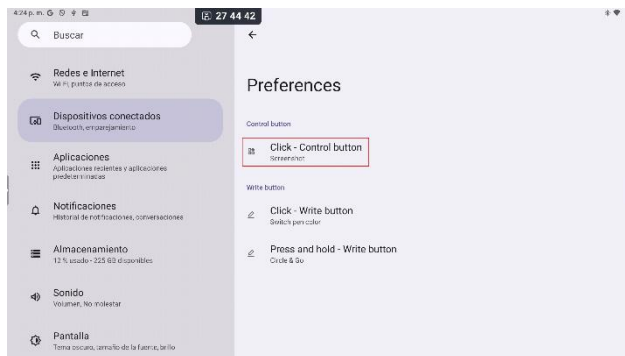 4:24 p. m. G
27 44 42
Buscar
Redes e Internet
Wi-Fi, puntos de acceso
Dispositivos conectados
Bluetooth, emparejamiento
Aplicaciones
Aplicaciones recientes y aplicaciones
predeterminadas
Notificaciones
Historial de notificaciones, conversaciones
Almacenamiento
12 % usado - 225 GB disponibles
Sonido
Volumen, No molestar
Pantalla
Tema oscuro, tamaño de la fuente, brillo
Preferences
Control button
Click - Control button
Screenshot
Write button
Click - Write button
Switch pen color
Press and hold - Write button
Circle & Go